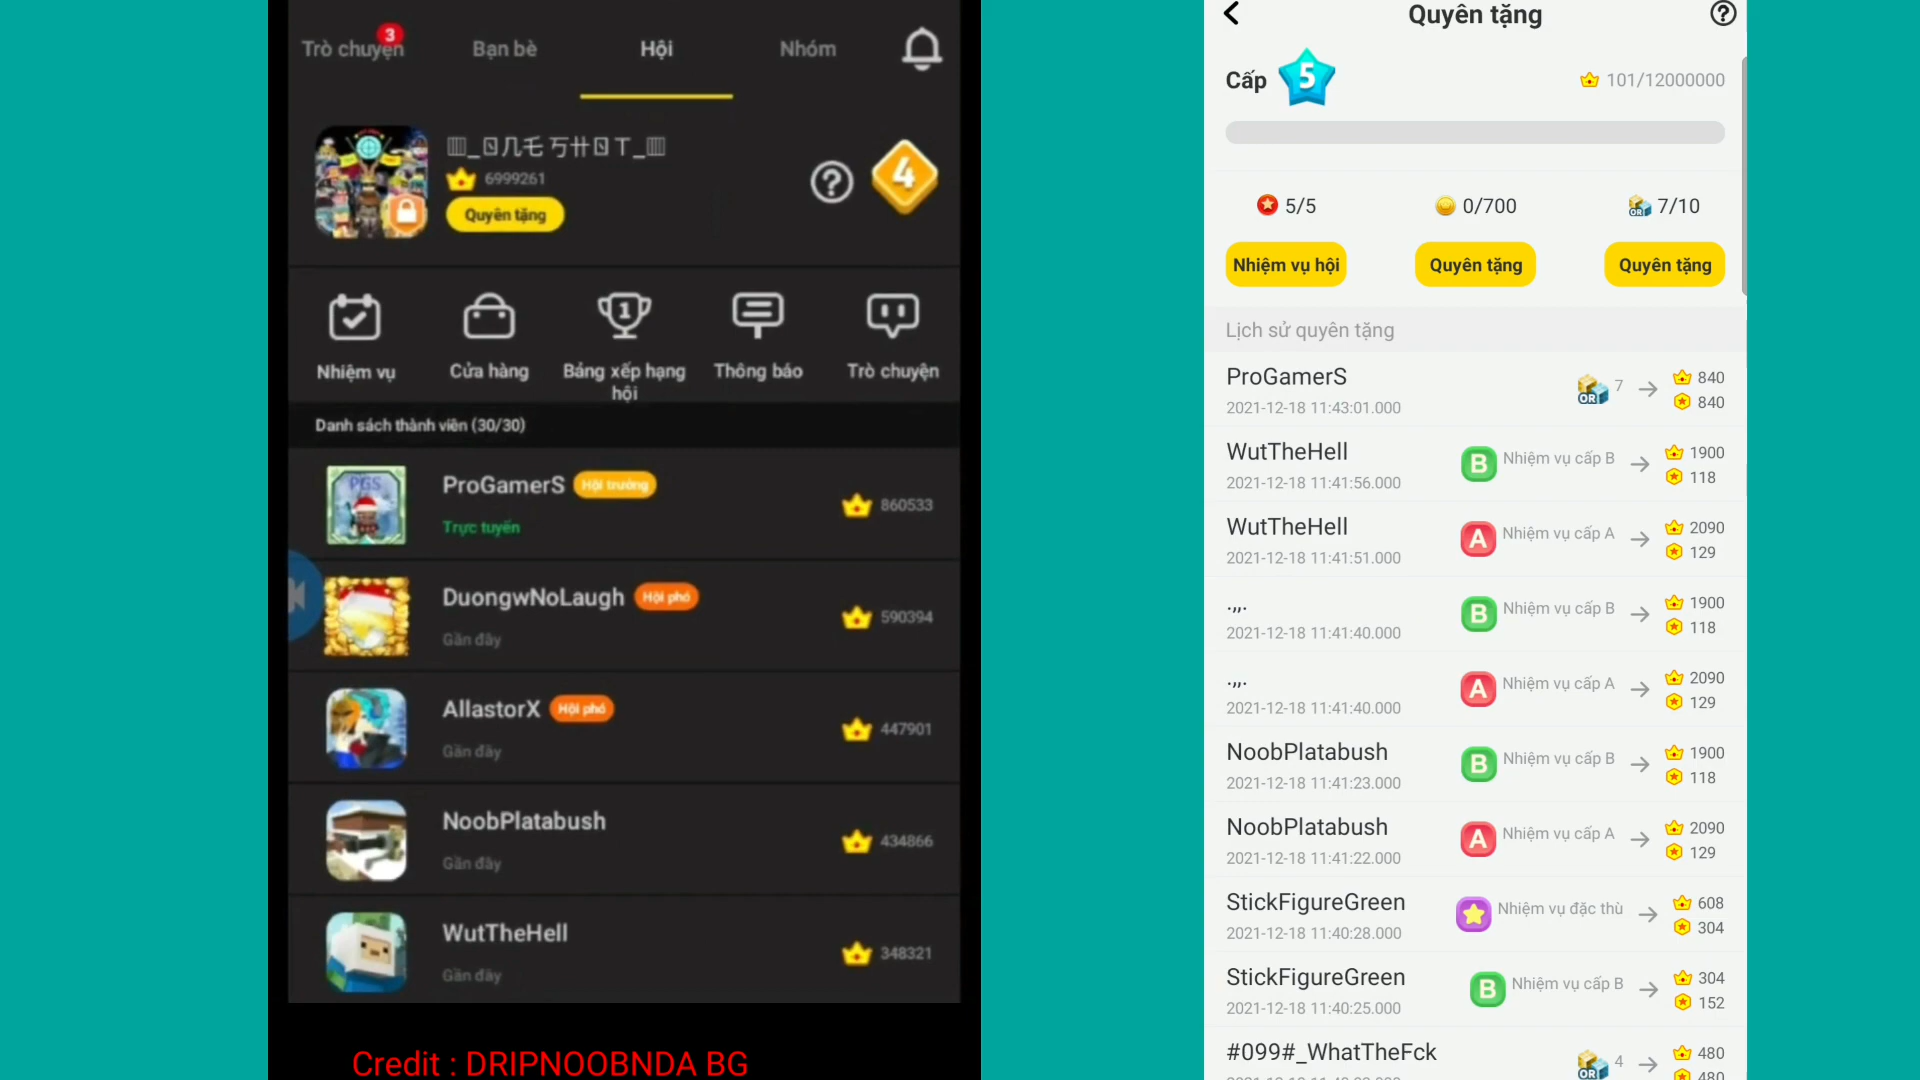 Trò chuyện
3
Bạn bè
Hội
Nhóm
6999261
Quyên tặng
4
Nhiệm vụ
Cửa hàng
Bảng xếp hạng hội
Thông báo
Trò chuyện
Danh sách thành viên (30/30)
ProGamerS
Hội trưởng
Trực tuyến
860533
DuongwNoLaugh
Hội phó
Gần đây
590394
AllastorX
Hội phó
Gần đây
447901
NoobPlatabush
Gần đây
434866
WutTheHell
Gần đây
348321
Credit : DRIPNOOBNDA BG
Quyên tặng
Cấp
5
101/12000000
5/5
0/700
7/10
Nhiệm vụ hội
Quyên tặng
Quyên tặng
Lịch sử quyên tặng
ProGamerS
2021-12-18 11:43:01.000
OR
7
840
840
WutTheHell
2021-12-18 11:41:56.000
B
Nhiệm vụ cấp B
1900
118
WutTheHell
2021-12-18 11:41:51.000
A
Nhiệm vụ cấp A
2090
129
.,,.
2021-12-18 11:41:40.000
B
Nhiệm vụ cấp B
1900
118
.,,.
2021-12-18 11:41:40.000
A
Nhiệm vụ cấp A
2090
129
NoobPlatabush
2021-12-18 11:41:23.000
B
Nhiệm vụ cấp B
1900
118
NoobPlatabush
2021-12-18 11:41:22.000
A
Nhiệm vụ cấp A
2090
129
StickFigureGreen
2021-12-18 11:40:28.000
Nhiệm vụ đặc thù
608
304
StickFigureGreen
2021-12-18 11:40:25.000
B
Nhiệm vụ cấp B
304
152
#099#_WhatTheFck
OR
4
480
480